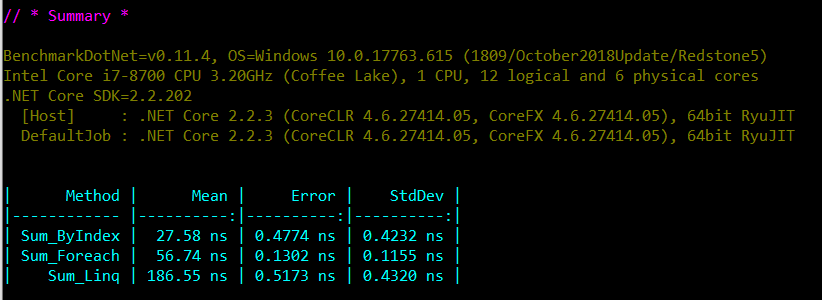 // * Summary *
BenchmarkDotNet=v0.11.4, OS=Windows 10.0.17763.615 (1809/October2018Update/Redstone5)
Intel Core i7-8700 CPU 3.20GHz (Coffee Lake), 1 CPU, 12 logical and 6 physical cores
.NET Core SDK=2.2.202
  [Host]     : .NET Core 2.2.3 (CoreCLR 4.6.27414.05, CoreFX 4.6.27414.05), 64bit RyuJIT
  DefaultJob : .NET Core 2.2.3 (CoreCLR 4.6.27414.05, CoreFX 4.6.27414.05), 64bit RyuJIT
|      Method |      Mean |     Error |    StdDev |
|------------ |----------:|----------:|----------:|
| Sum_ByIndex |  27.58 ns | 0.4774 ns | 0.4232 ns |
| Sum_Foreach |  56.74 ns | 0.1302 ns | 0.1155 ns |
|    Sum_Linq | 186.55 ns | 0.5173 ns | 0.4320 ns |